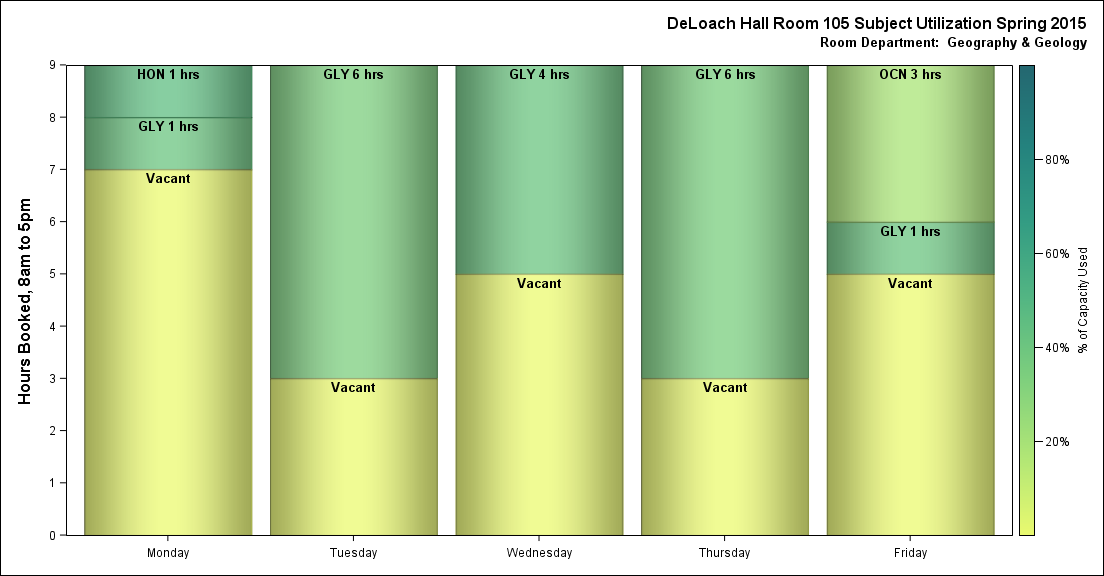 DeLoach Hall Room 105 Subject Utilization Spring 2015
Room Department: Geography & Geology
Hours Booked, 8am to 5pm
9
8
7
6
5
4
3
2
1
0
HON 1 hrs
GLY 1 hrs
Vacant
GLY 6 hrs
Vacant
GLY 4 hrs
Vacant
GLY 6 hrs
Vacant
OCN 3 hrs
GLY 1 hrs
Vacant
Monday
Tuesday
Wednesday
Thursday
Friday
80%
60%
40%
20%
% of Capacity Used